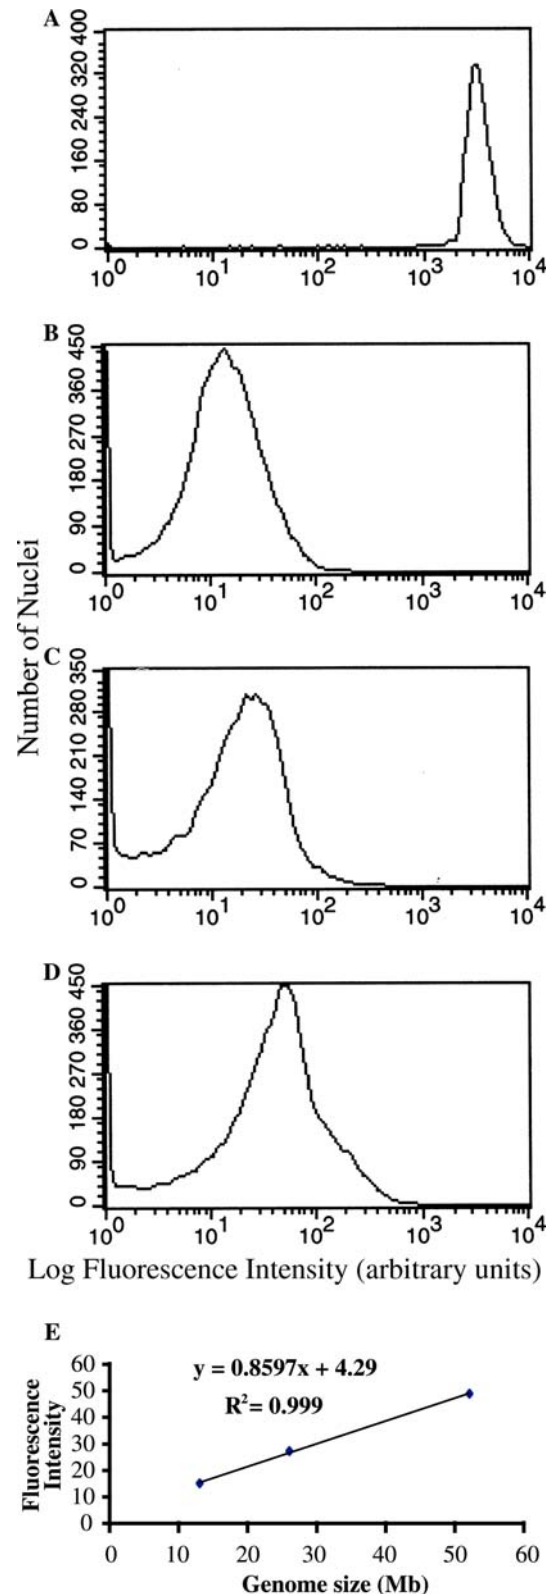 A
400
320
240
160
80
0
10^0 10^1 10^2 10^3 10^4
B
450
360
270
180
90
0
10^0 10^1 10^2 10^3 10^4
Number of Nuclei
C
350
280
210
140
70
0
10^0 10^1 10^2 10^3 10^4
D
450
360
270
180
90
0
10^0 10^1 10^2 10^3 10^4
Log Fluorescence Intensity (arbitrary units)
E
y = 0.8597x + 4.29
R^2= 0.999
Fluorescence
Intensity
60
50
40
30
20
10
0
0 10 20 30 40 50 60
Genome size (Mb)